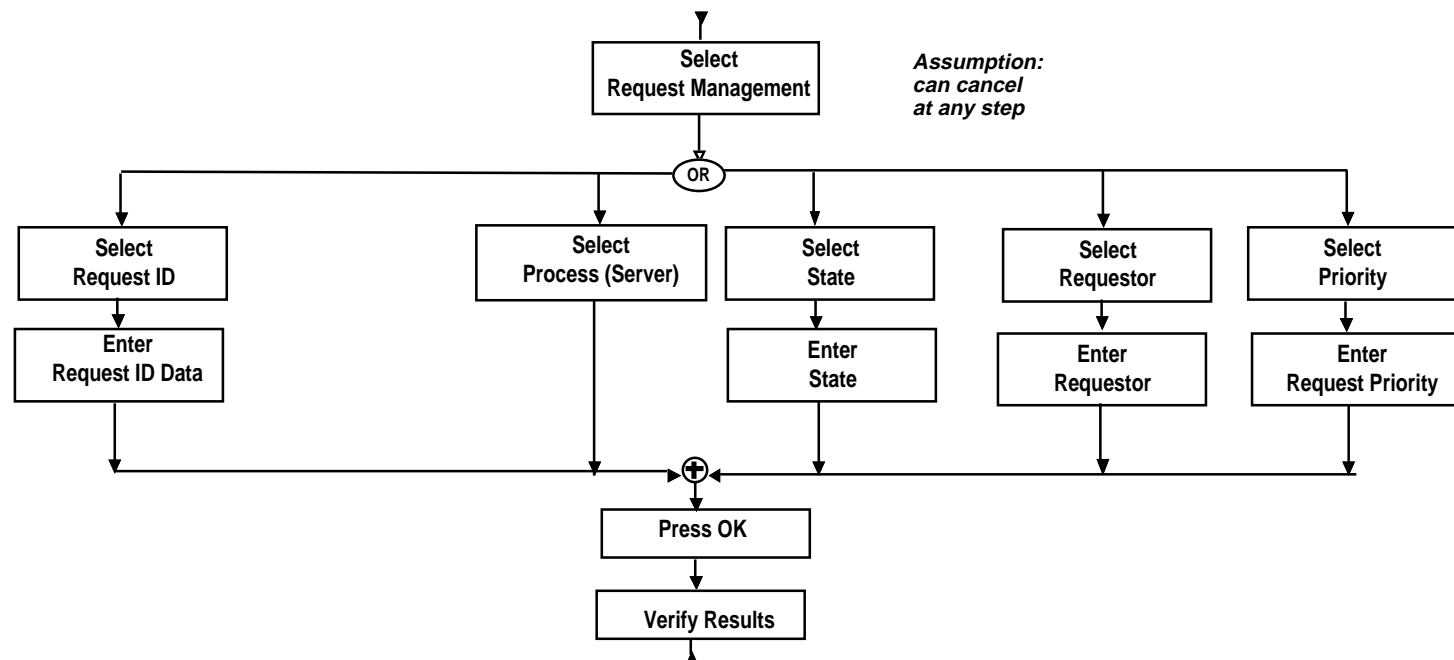 Select
Request Management
Assumption:
can cancel
at any step
OR
Select
Request ID
Select
Process (Server)
Select
State
Select
Requestor
Select
Priority
Enter
Request ID Data
Enter
State
Enter
Requestor
Enter
Request Priority
+
Press OK
Verify Results